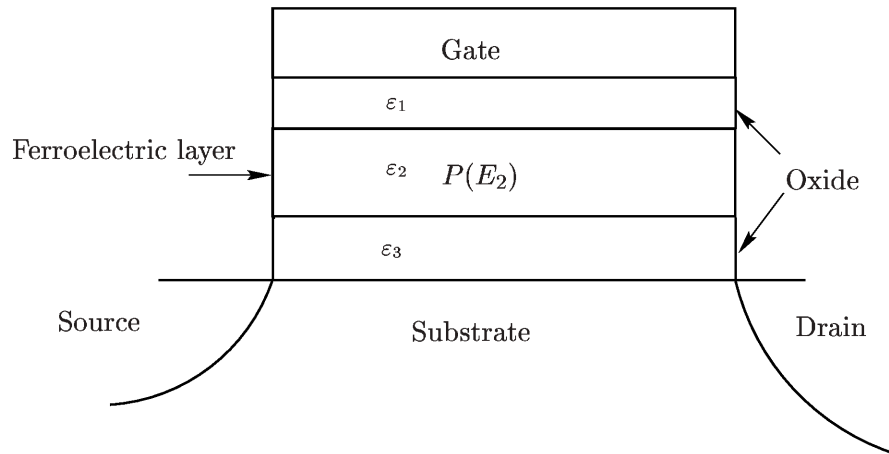 Gate
ε₁
Ferroelectric layer
ε₂ P(E₂)
Oxide
ε₃
Source
Substrate
Drain